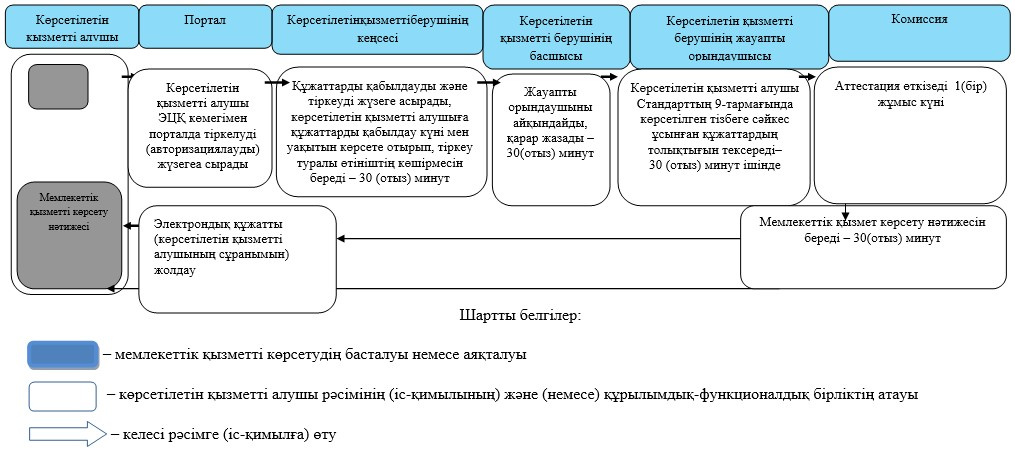 Көрсетілетін
қызметті алушы
Портал
Көрсетілетінқызметтіберушінің
кеңсесі
Көрсетілетін
қызметті берушінің
басшысы
Көрсетілетін қызметті
берушінің жауапты
орындаушысы
Комиссия
Көрсетілетін
қызметті алушы
ЭЦҚ көмегімен
порталда тіркелуді
(авторизациялауды)
жүзегеа сырады
Құжаттарды қабылдауды және
тіркеуді жүзеге асырады,
көрсетілетін қызметті алушыға
құжаттарды қабылдау күні мен
уақытын көрсете отырып, тіркеу
туралы өтініштің көшірмесін
береді – 30 (отыз) минут
Жауапты
орындаушыны
айқындайды,
қарар жазады –
30(отыз) минут
Көрсетілетін қызметті алушы
Стандарттың 9-тармағында
көрсетілген тізбеге сәйкес
ұсынған құжаттардың
толықтығын тексереді–
30 (отыз) минут ішінде
Аттестация өткізеді 1(бір)
жұмыс күні
Мемлекеттік
қызметті көрсету
нәтижесі
Электрондық құжатты
(көрсетілетін қызметті
алушының сұранымын)
жолдау
Мемлекеттік қызмет көрсету нәтижесін
береді – 30(отыз) минут
Шартты белгілер:
– мемлекеттік қызметті көрсетудің басталуы немесе аяқталуы
– көрсетілетін қызметті алушы рәсімінің (іс-қимылының) және (немесе) құрылымдық-функционалдық бірліктің атауы
– келесі рәсімге (іс-қимылға) өту